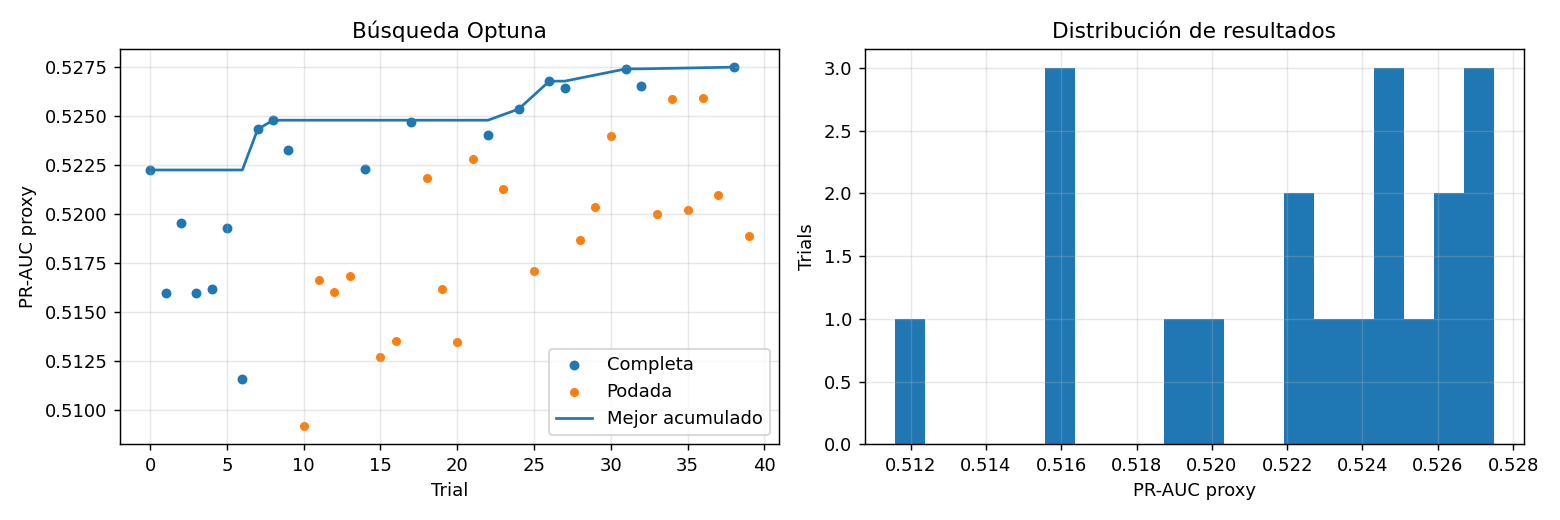 Búsqueda Optuna
PR-AUC proxy
0.5275
0.5250
0.5225
0.5200
0.5175
0.5150
0.5125
0.5100
Completa
Podada
Mejor acumulado
0 5 10 15 20 25 30 35 40
Trial
Distribución de resultados
Trials
3.0
2.5
2.0
1.5
1.0
0.5
0.0
0.512 0.514 0.516 0.518 0.520 0.522 0.524 0.526 0.528
PR-AUC proxy